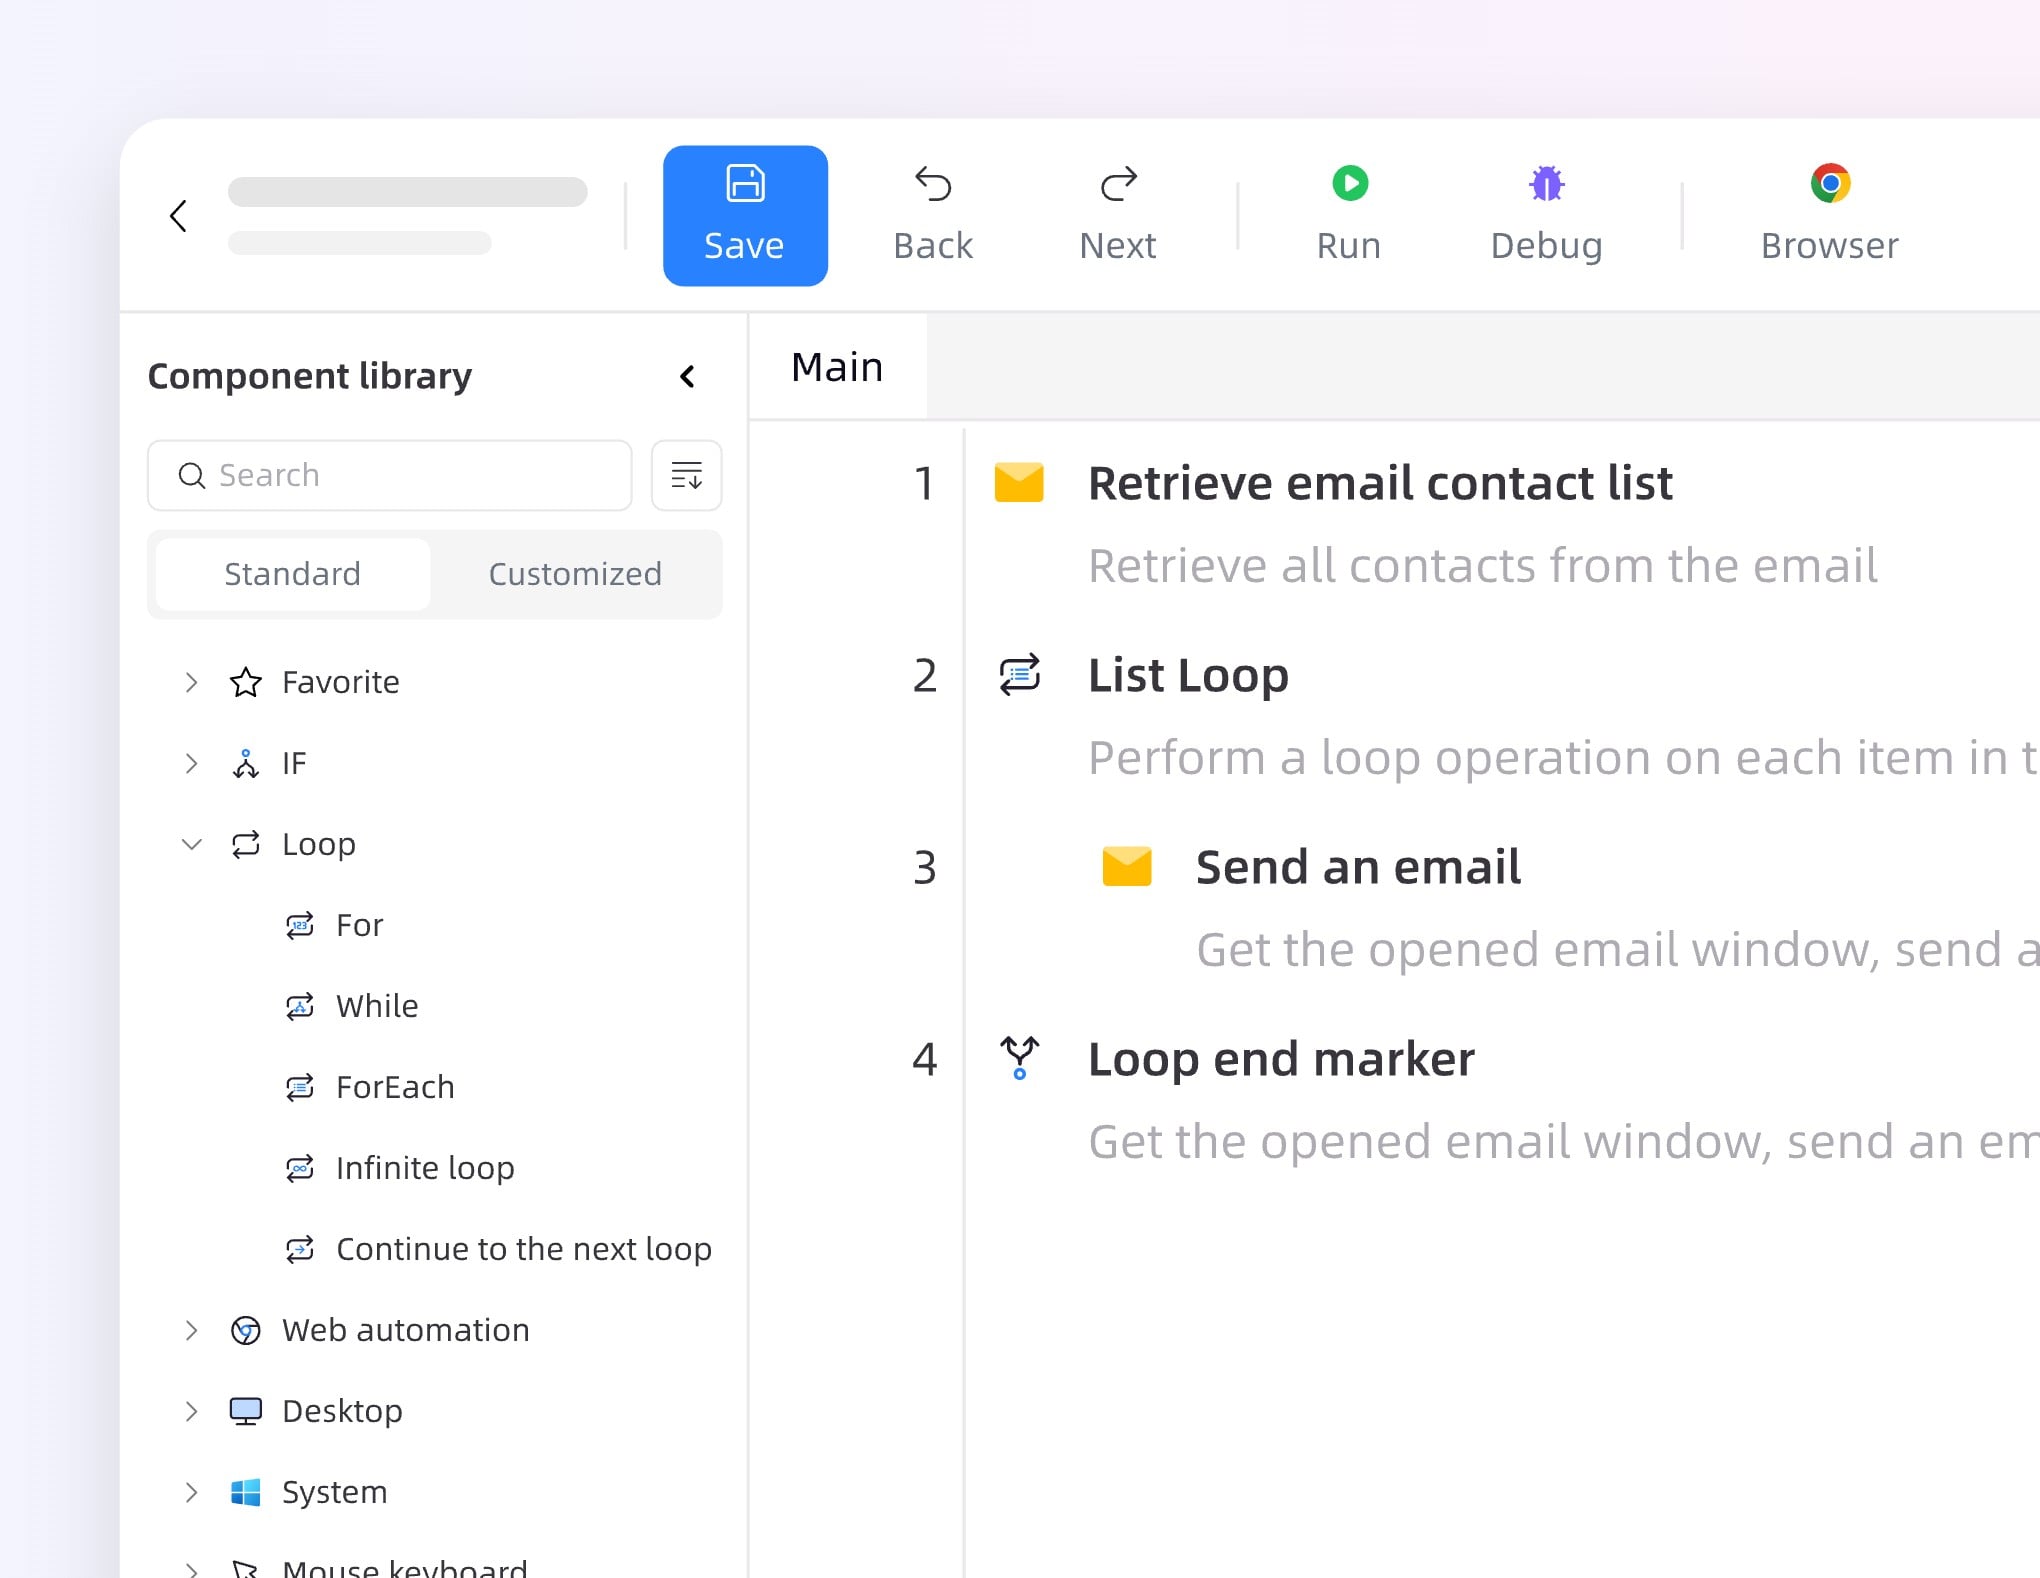 Save
Back
Next
Run
Debug
Browser
Component library
Search
Standard
Customized
Favorite
IF
Loop
For
While
ForEach
Infinite loop
Continue to the next loop
Web automation
Desktop
System
Mouse keyboard
Main
1
Retrieve email contact list
Retrieve all contacts from the email
2
List Loop
Perform a loop operation on each item in t
3
Send an email
Get the opened email window, send a
4
Loop end marker
Get the opened email window, send an em